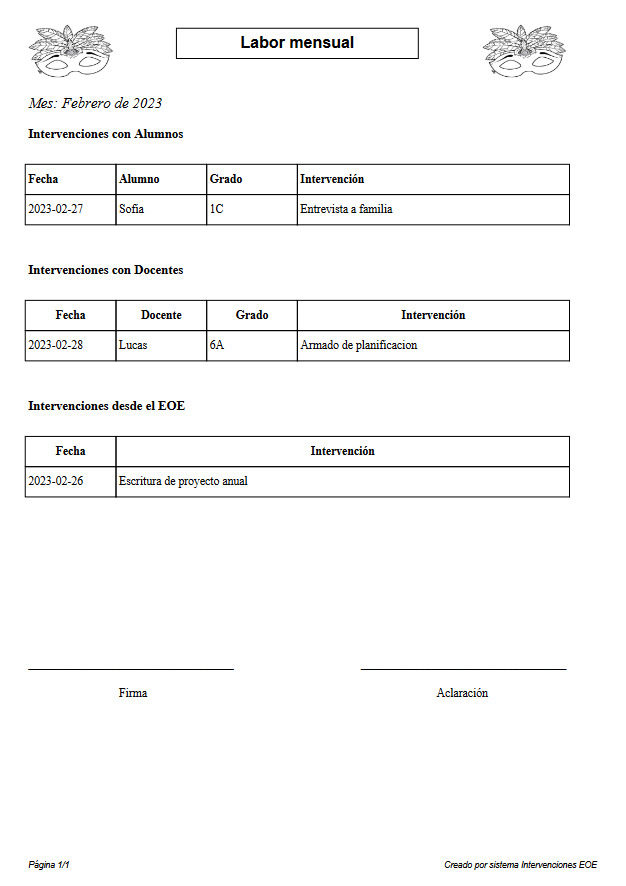 Labor mensual
Mes: Febrero de 2023
Intervenciones con Alumnos
Fecha Alumno Grado Intervención
2023-02-27 Sofía 1C Entrevista a familia
Intervenciones con Docentes
Fecha Docente Grado Intervención
2023-02-28 Lucas 6A Armado de planificacion
Intervenciones desde el EOE
Fecha Intervención
2023-02-26 Escritura de proyecto anual
Firma Aclaración
Página 1/1 Creado por sistema Intervenciones EOE